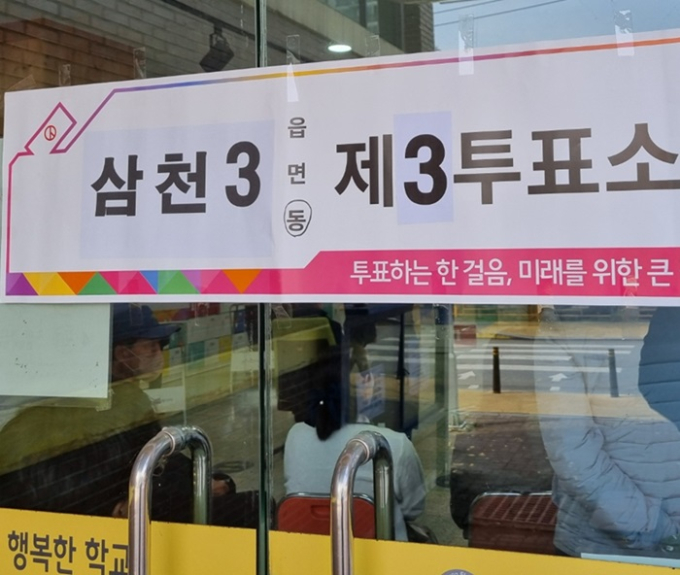 삼천3 읍 면 동 제3투표소
투표하는 한 걸음, 미래를 위한 큰
행복한 학교